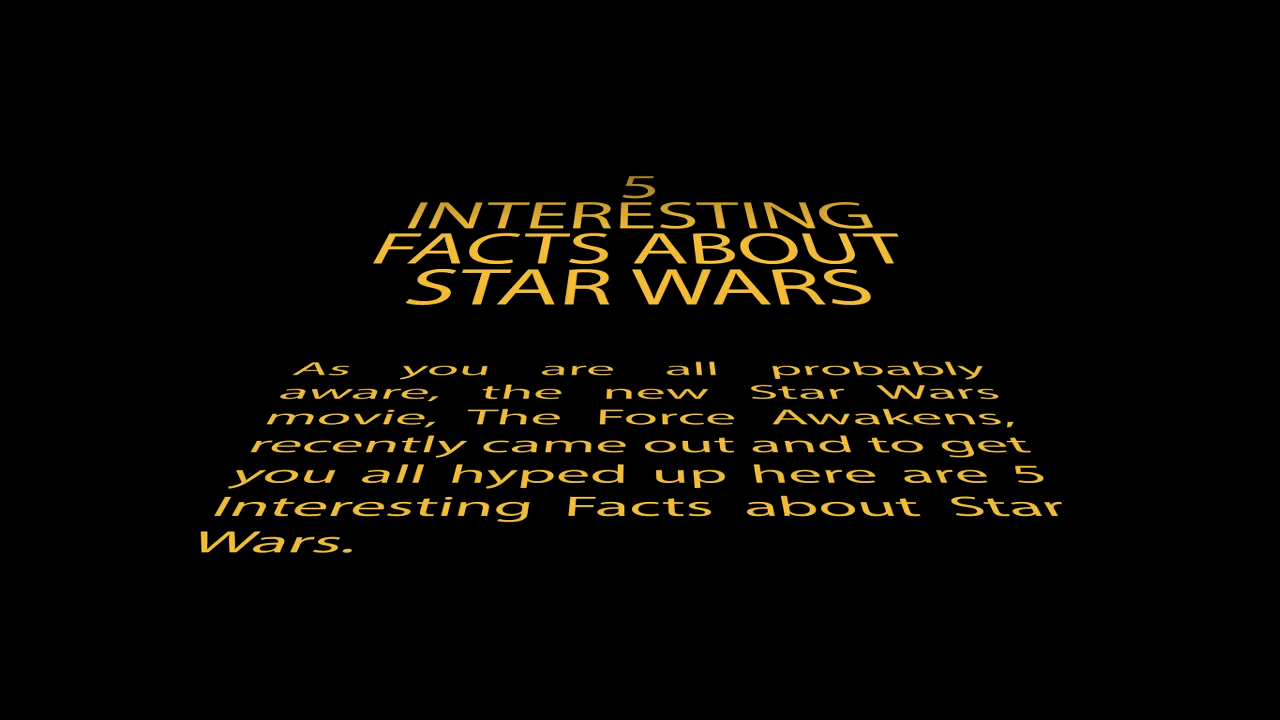 5
INTERESTING
FACTS ABOUT
STAR WARS
As you are all probably
aware, the new Star Wars
movie, The Force Awakens,
recently came out and to get
you all hyped up here are 5
Interesting Facts about Star
Wars.